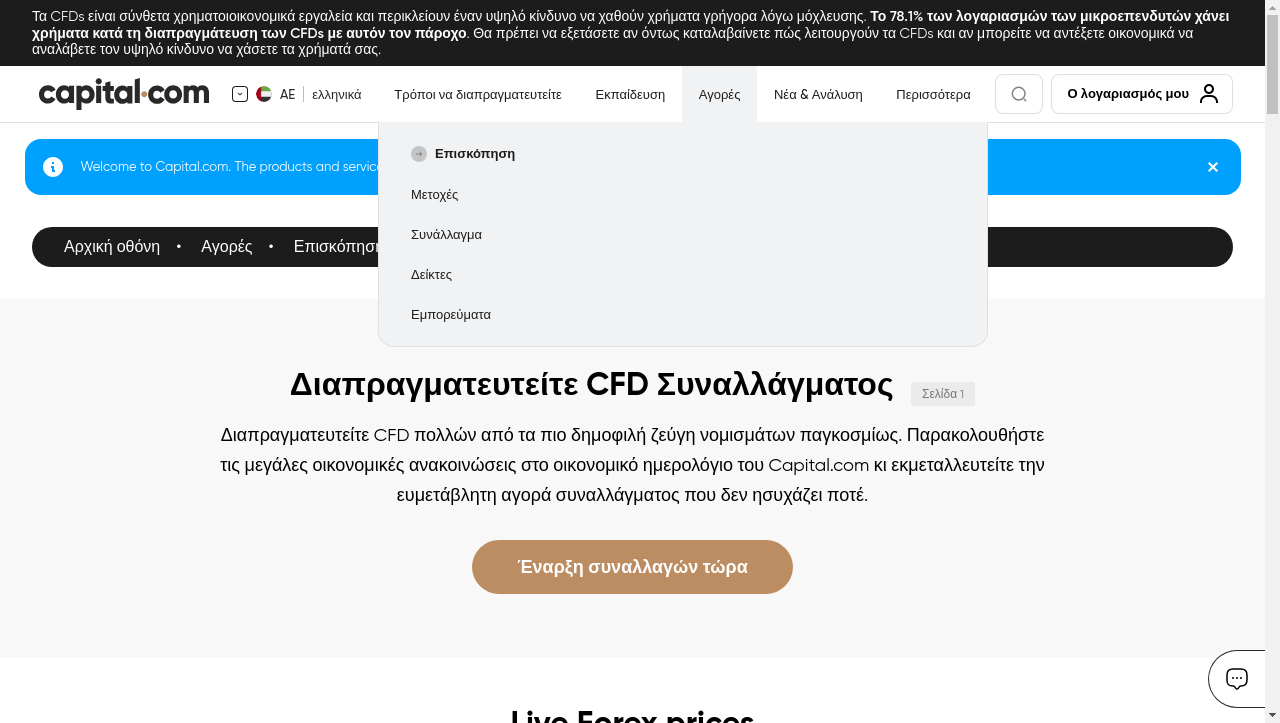 Τα CFDs είναι σύνθετα χρηματοιοικονομικά εργαλεία και περικλείουν έναν υψηλό κίνδυνο να χαθούν χρήματα γρήγορα λόγω μόχλευσης. Το 78.1% των λογαριασμών των μικροεπενδυτών χάνει
χρήματα κατά τη διαπραγμάτευση των CFDs με αυτόν τον πάροχο. Θα πρέπει να εξετάσετε αν όντως καταλαβαίνετε πώς λειτουργούν τα CFDs και αν μπορείτε να αντέξετε οικονομικά να
αναλάβετε τον υψηλό κίνδυνο να χάσετε τα χρήματά σας.
capital.com AE ελληνικά Τρόποι να διαπραγματευτείτε Εκπαίδευση Αγορές Νέα & Ανάλυση Περισσότερα Ο λογαριασμός μου
Επισκόπηση
Μετοχές
Συνάλλαγμα
Δείκτες
Εμπορεύματα
Welcome to Capital.com. The products and service
Αρχική οθόνη • Αγορές • Επισκόπηση
Διαπραγματευτείτε CFD Συναλλάγματος Σελίδα 1
Διαπραγματευτείτε CFD πολλών από τα πιο δημοφιλή ζεύγη νομισμάτων παγκοσμίως. Παρακολουθήστε
τις μεγάλες οικονομικές ανακοινώσεις στο οικονομικό ημερολόγιο του Capital.com κι εκμεταλλευτείτε την
ευμετάβλητη αγορά συναλλάγματος που δεν ησυχάζει ποτέ.
Έναρξη συναλλαγών τώρα
Live Forex prices